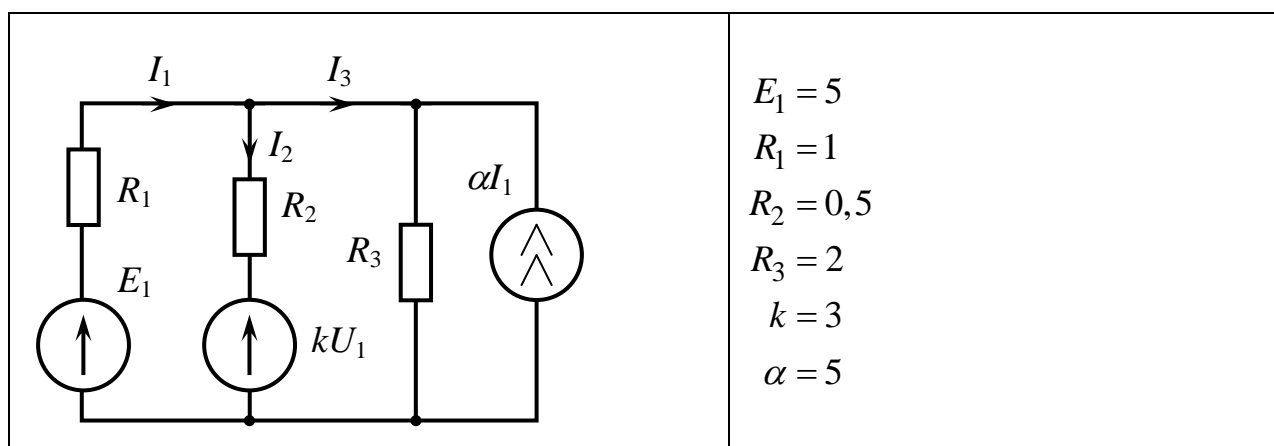 I₁
I₃
I₂
R₁
R₂
αI₁
R₃
E₁
kU₁
E₁ = 5
R₁ = 1
R₂ = 0,5
R₃ = 2
k = 3
α = 5